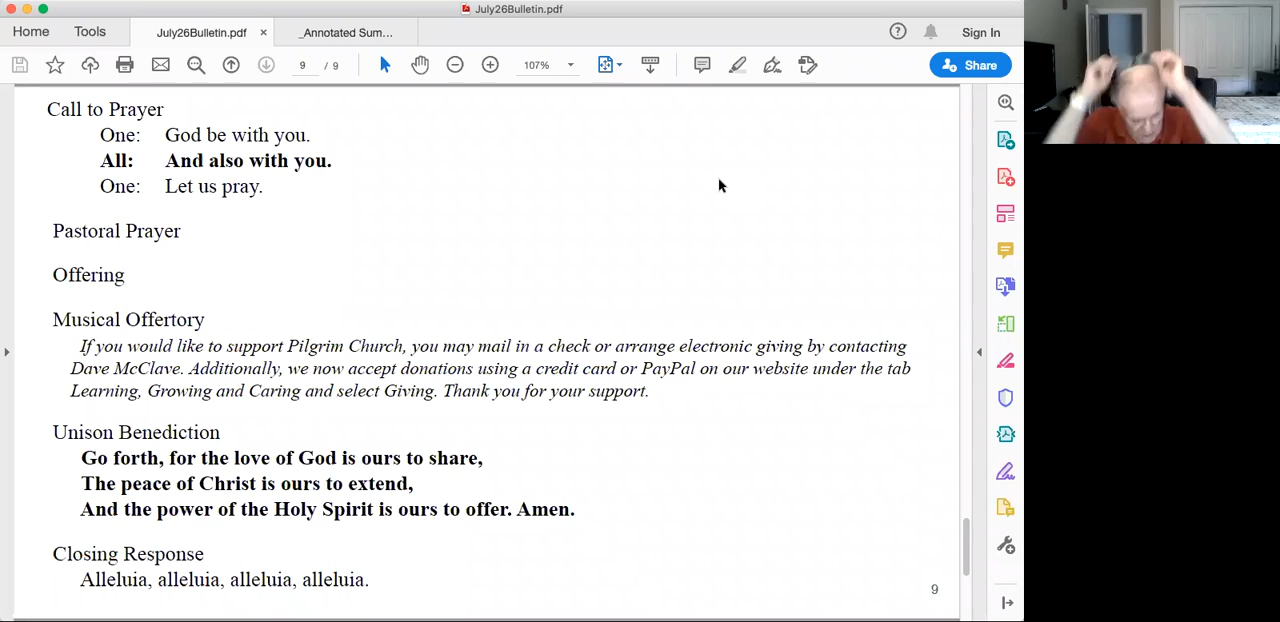 July26Bulletin.pdf
Home Tools July26Bulletin.pdf × _Annotated Sum... Sign In
9 / 9 107% Share
Call to Prayer
One: God be with you.
All: And also with you.
One: Let us pray.
Pastoral Prayer
Offering
Musical Offertory
If you would like to support Pilgrim Church, you may mail in a check or arrange electronic giving by contacting
Dave McClave. Additionally, we now accept donations using a credit card or PayPal on our website under the tab
Learning, Growing and Caring and select Giving. Thank you for your support.
Unison Benediction
Go forth, for the love of God is ours to share,
The peace of Christ is ours to extend,
And the power of the Holy Spirit is ours to offer. Amen.
Closing Response
Alleluia, alleluia, alleluia, alleluia.
9